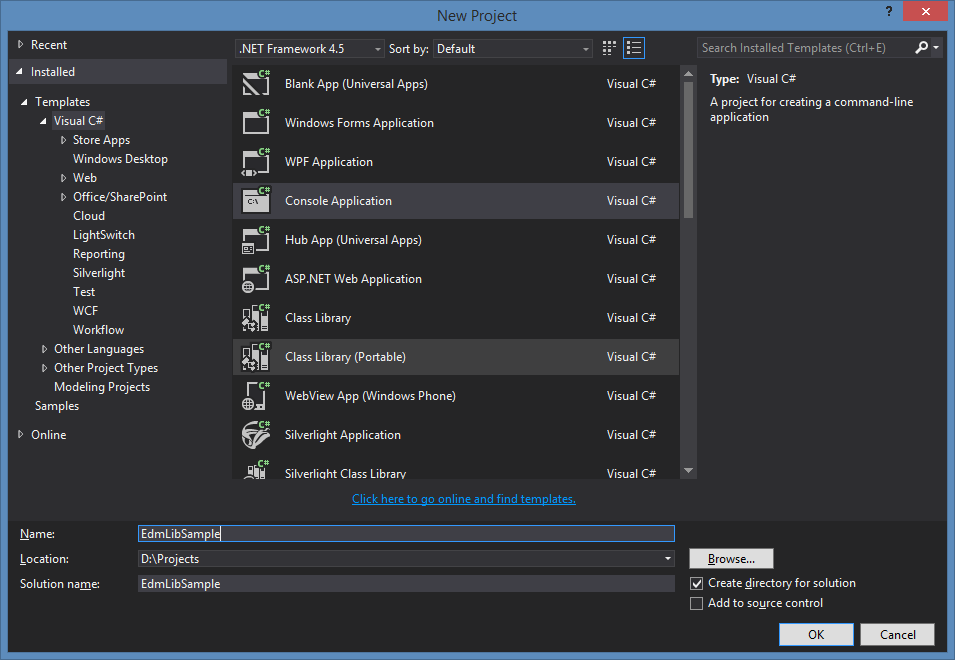 New Project
?
Recent
.NET Framework 4.5
Sort by:
Default
Search Installed Templates (Ctrl+E)
Installed
Templates
Visual C#
Store Apps
Windows Desktop
Web
Office/SharePoint
Cloud
LightSwitch
Reporting
Silverlight
Test
WCF
Workflow
Other Languages
Other Project Types
Modeling Projects
Samples
Online
Blank App (Universal Apps) Visual C#
Windows Forms Application Visual C#
WPF Application Visual C#
Console Application Visual C#
Hub App (Universal Apps) Visual C#
ASP.NET Web Application Visual C#
Class Library Visual C#
Class Library (Portable) Visual C#
WebView App (Windows Phone) Visual C#
Silverlight Application Visual C#
Silverlight Class Library Visual C#
Type: Visual C#
A project for creating a command-line
application
Click here to go online and find templates.
Name: EdmLibSample
Location: D:\Projects
Browse...
Solution name: EdmLibSample
Create directory for solution
Add to source control
OK
Cancel